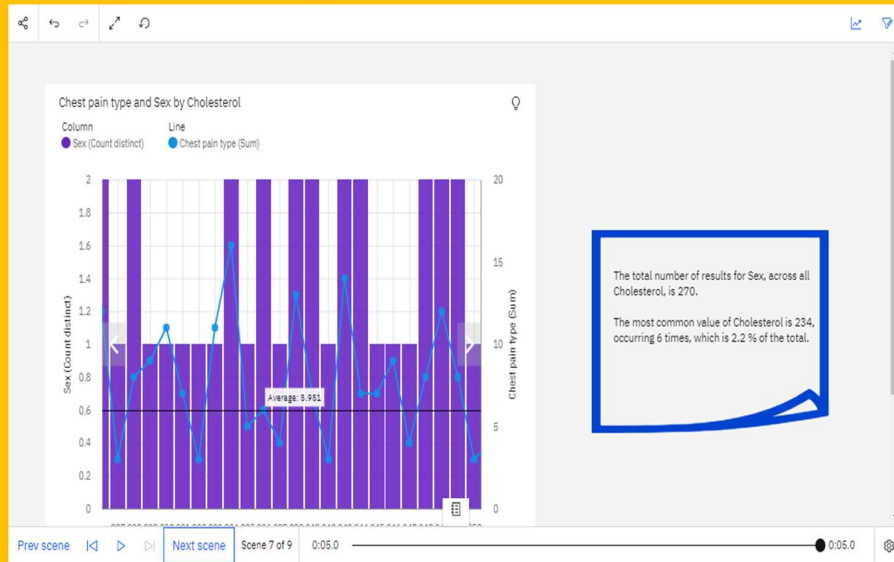 Chest pain type and Sex by Cholesterol
Column
Line
Sex (Count distinct)
Chest pain type (Sum)
2
1.8
1.6
1.4
1.2
1
0.8
0.6
0.4
0.2
0
Sex (Count distinct)
Average: 5.951
20
15
10
5
0
Chest pain type (Sum)
The total number of results for Sex, across all
Cholesterol, is 270.
The most common value of Cholesterol is 234,
occurring 6 times, which is 2.2 % of the total.
Prev scene
Next scene
Scene 7 of 9
0:05.0
0:05.0